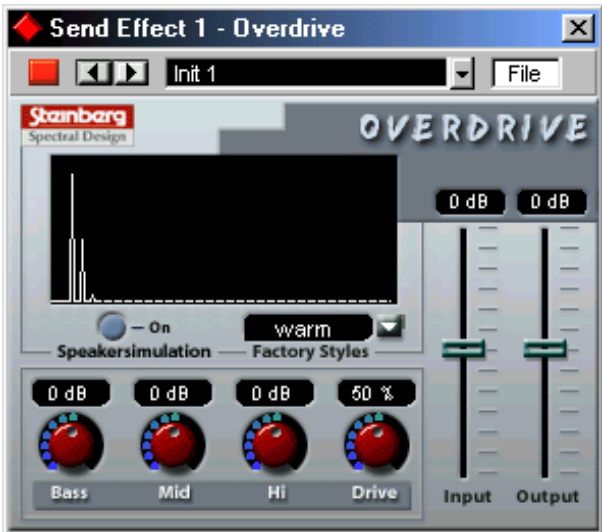 Send Effect 1 - Overdrive
Init 1
File
Steinberg
Spectral Design
OVERDRIVE
0 dB 0 dB
On
warm
Speakersimulation Factory Styles
0 dB 0 dB 0 dB 50 %
Bass Mid Hi Drive
Input Output